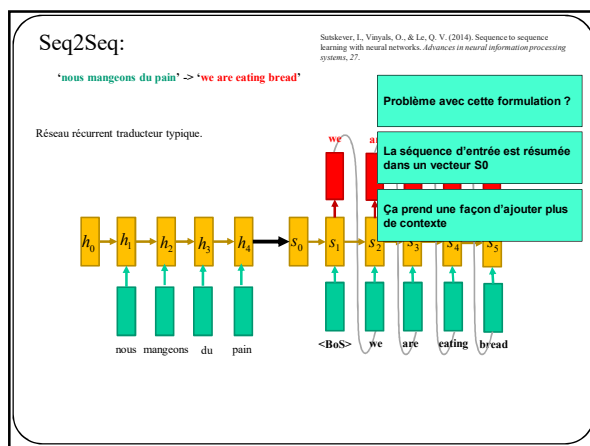 Seq2Seq:
Sutskever, I., Vinyals, O., & Le, Q. V. (2014). Sequence to sequence
learning with neural networks. Advances in neural information processing
systems, 27.
‘nous mangeons du pain’ -> ‘we are eating bread’
Problème avec cette formulation ?
Réseau récurrent traducteur typique.
we
La séquence d’entrée est résumée
dans un vecteur S0
Ça prend une façon d’ajouter plus
de contexte
h0 h1 h2 h3 h4 s0 s1 s2 s3 s4 s5
nous mangeons du pain <BoS> we are eating bread